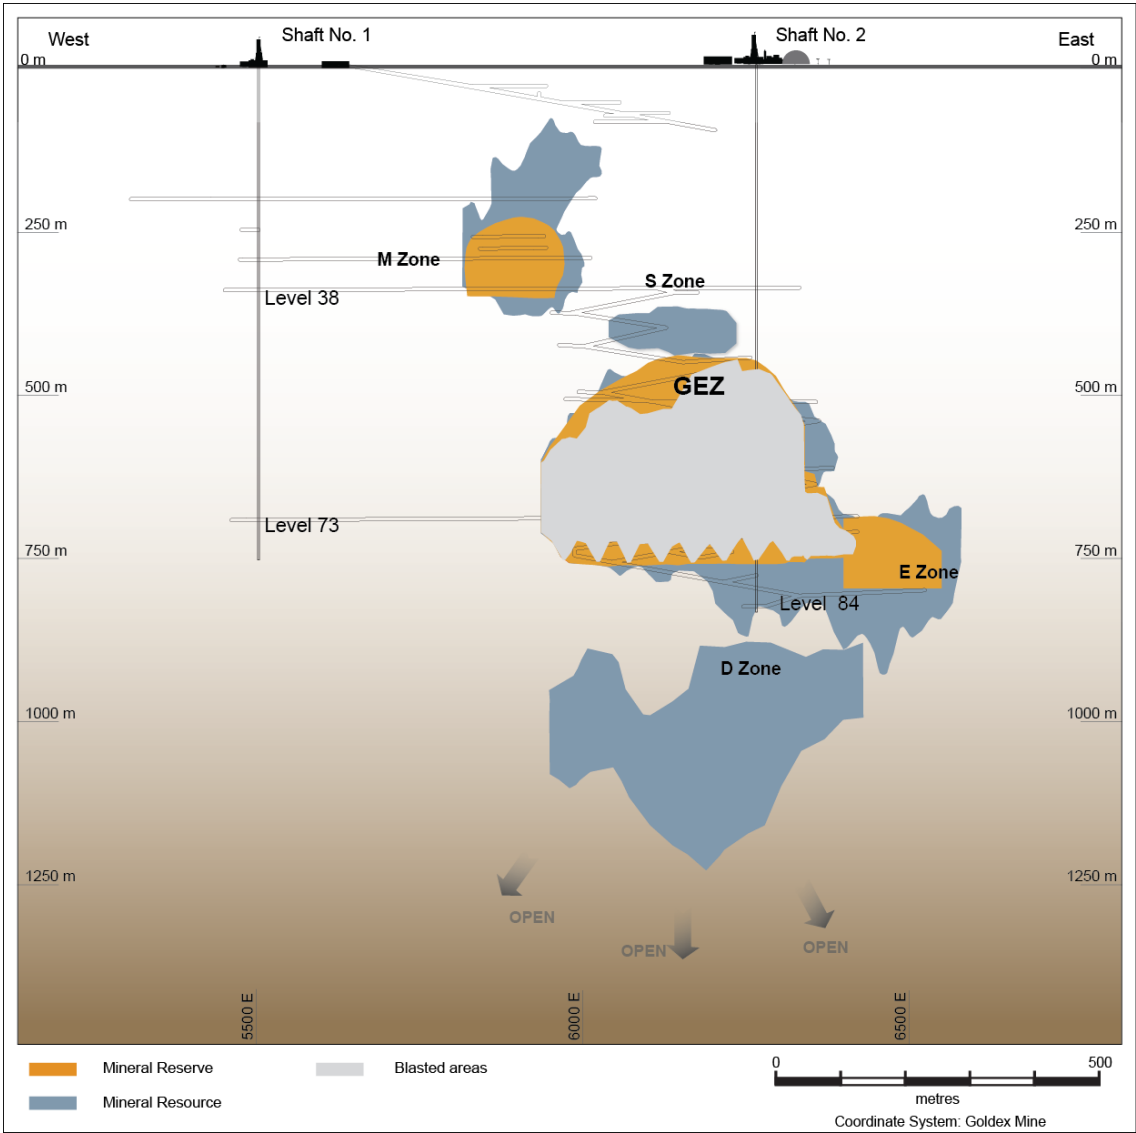 West
Shaft No. 1
Shaft No. 2
East
0 m
0 m
250 m
250 m
M Zone
S Zone
Level 38
GEZ
500 m
500 m
Level 73
750 m
750 m
E Zone
Level 84
D Zone
1000 m
1000 m
1250 m
1250 m
OPEN
OPEN
OPEN
5500 E
6000 E
6500 E
Mineral Reserve
Blasted areas
Mineral Resource
0 500
metres
Coordinate System: Goldex Mine